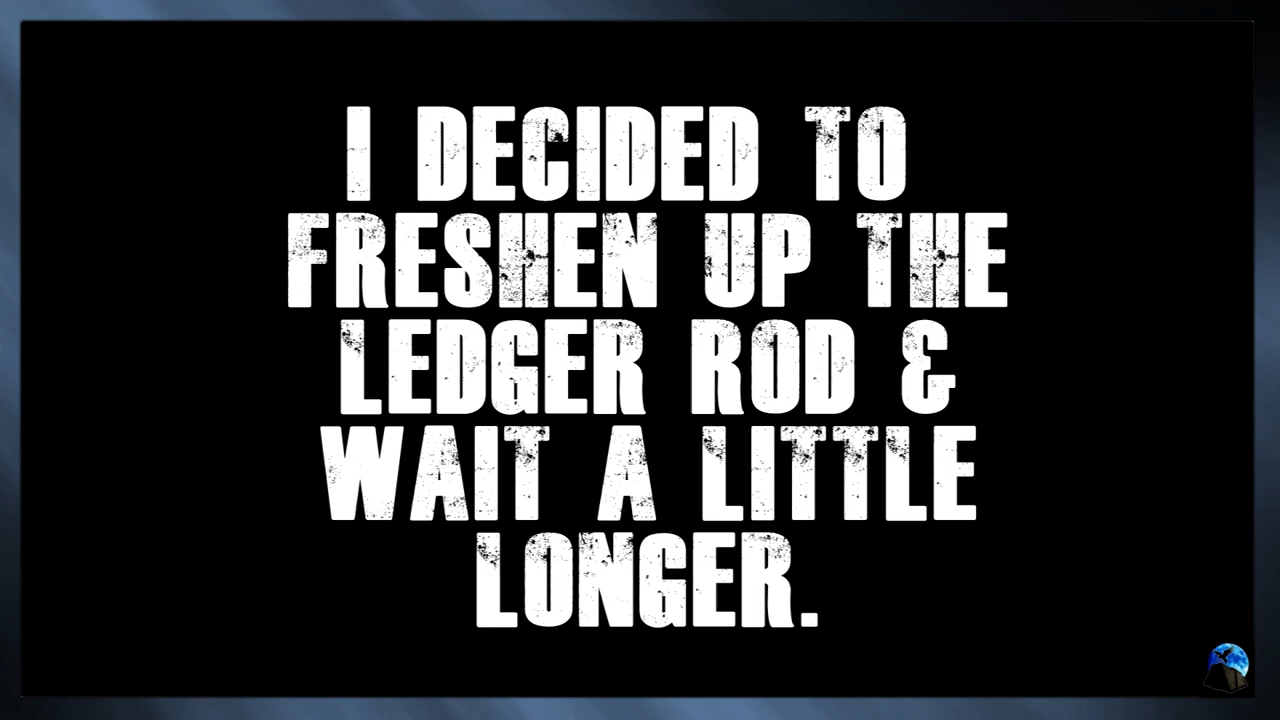 I DECIDED TO
FRESHEN UP THE
LEDGER ROD &
WAIT A LITTLE
LONGER.